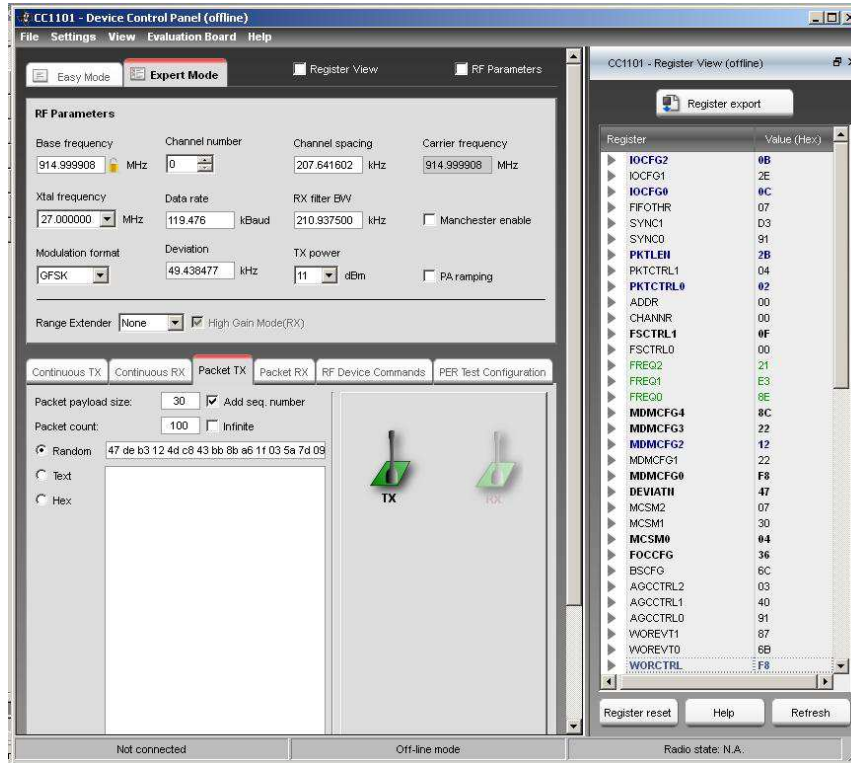 CC1101 - Device Control Panel (offline)
File Settings View Evaluation Board Help
Easy Mode Expert Mode Register View RF Parameters
RF Parameters
Base frequency Channel number Channel spacing Carrier frequency
914.999908 MHz 0 207.641602 kHz 914.999908 MHz
Xtal frequency Data rate RX filter BW
27.000000 MHz 119.476 kBaud 210.937500 kHz Manchester enable
Modulation format Deviation TX power
GFSK 49.438477 kHz 11 dBm PA ramping
Range Extender None High Gain Mode(RX)
Continuous TX Continuous RX Packet TX Packet RX RF Device Commands PER Test Configuration
Packet payload size: 30 Add seq. number
Packet count: 100 Infinite
Random 47 de b3 12 4d c8 43 bb 8b a6 1f 03 5a 7d 09
Text
Hex
TX RX
CC1101 - Register View (offline)
Register export
Register Value (Hex)
IOCFG2 0B
IOCFG1 2E
IOCFG0 0C
FIFOTHR 07
SYNC1 D3
SYNC0 91
PKTLEN 2B
PKTCTRL1 04
PKTCTRL0 02
ADDR 00
CHANNR 00
FSCTRL1 0F
FSCTRL0 00
FREQ2 21
FREQ1 E3
FREQ0 8E
MDMCFG4 8C
MDMCFG3 22
MDMCFG2 12
MDMCFG1 22
MDMCFG0 F8
DEVIATN 47
MCSM2 07
MCSM1 30
MCSM0 04
FOCCFG 36
BSCFG 6C
AGCCTRL2 03
AGCCTRL1 40
AGCCTRL0 91
WOREVT1 87
WOREVT0 6B
WORCTRL F8
Register reset Help Refresh
Not connected Off-line mode Radio state: N.A.